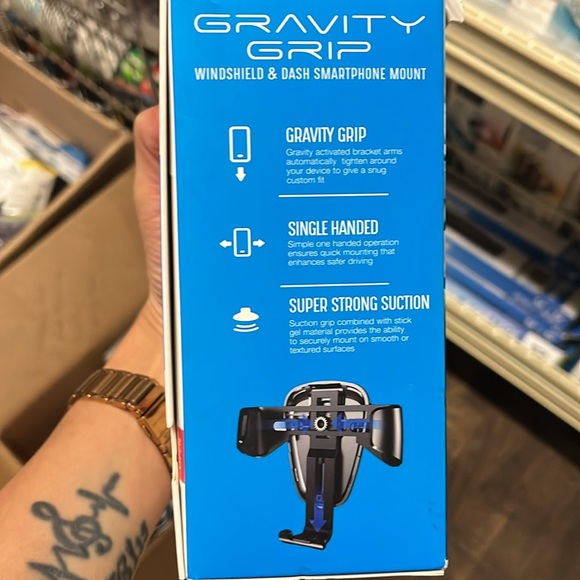 GRAVITY
GRIP
WINDSHIELD & DASH SMARTPHONE MOUNT
GRAVITY GRIP
Gravity activated bracket arms
automatically tighten around
your device to give a snug
custom fit
SINGLE HANDED
Simple one handed operation
ensures quick mounting that
enhances safer driving
SUPER STRONG SUCTION
Suction grip combined with stick
gel material provides the ability
to securely mount on smooth or
textured surfaces